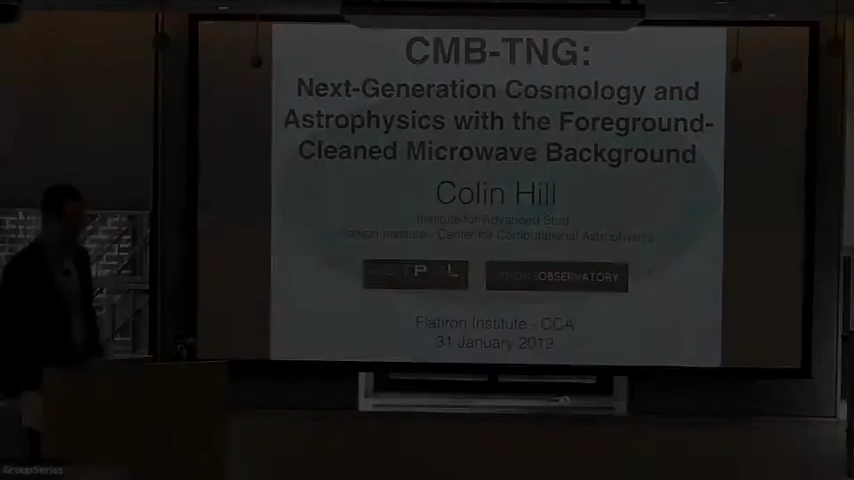 CMB-TNG:
Next-Generation Cosmology and
Astrophysics with the Foreground-
Cleaned Microwave Background
Colin Hill
Institute for Advanced Stud
Flatiron Institute - Center for Computational Astrophysics
OBSERVATORY
Flatiron Institute - CCA
31 January 2019
GroupSeries